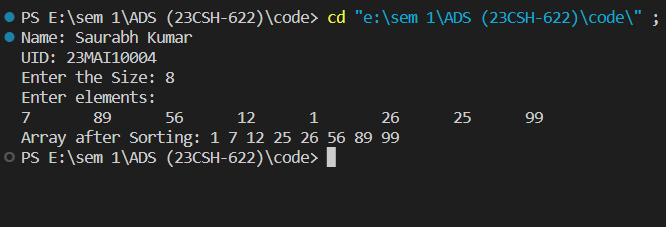 PS E:\sem 1\ADS (23CSH-622)\code> cd "e:\sem 1\ADS (23CSH-622)\code\" ;
Name: Saurabh Kumar
UID: 23MAI10004
Enter the Size: 8
Enter elements:
7 89 56 12 1 26 25 99
Array after Sorting: 1 7 12 25 26 56 89 99
PS E:\sem 1\ADS (23CSH-622)\code>